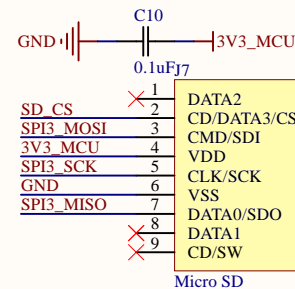 C10
GND 3V3_MCU
0.1uF J7
1 DATA2
SD_CS 2 CD/DATA3/CS
SPI3_MOSI 3 CMD/SDI
3V3_MCU 4 VDD
SPI3_SCK 5 CLK/SCK
GND 6 VSS
SPI3_MISO 7 DATA0/SDO
8 DATA1
9 CD/SW
Micro SD